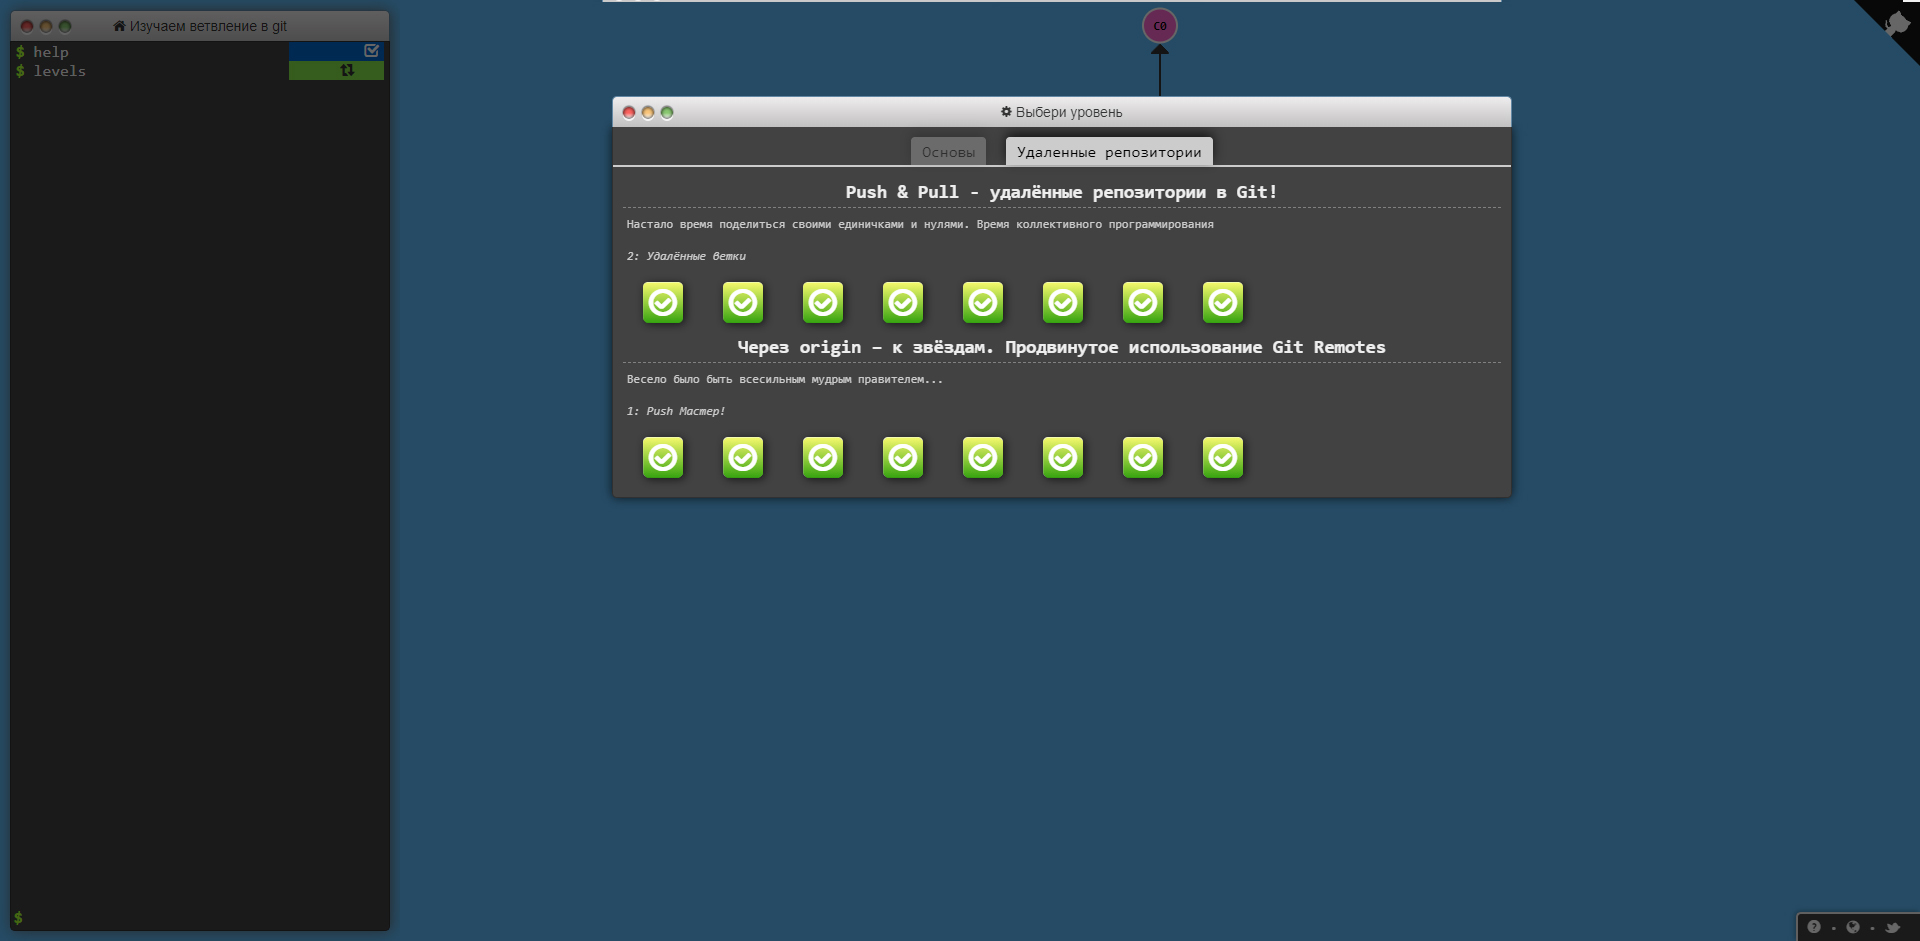 Изучаем ветвление в git
$ help
$ levels
$
C0
Выбери уровень
Основы
Удаленные репозитории
Push & Pull - удалённые репозитории в Git!
Настало время поделиться своими единичками и нулями. Время коллективного программирования
2: Удалённые ветки
Через origin – к звёздам. Продвинутое использование Git Remotes
Весело было быть всесильным мудрым правителем...
1: Push Мастер!